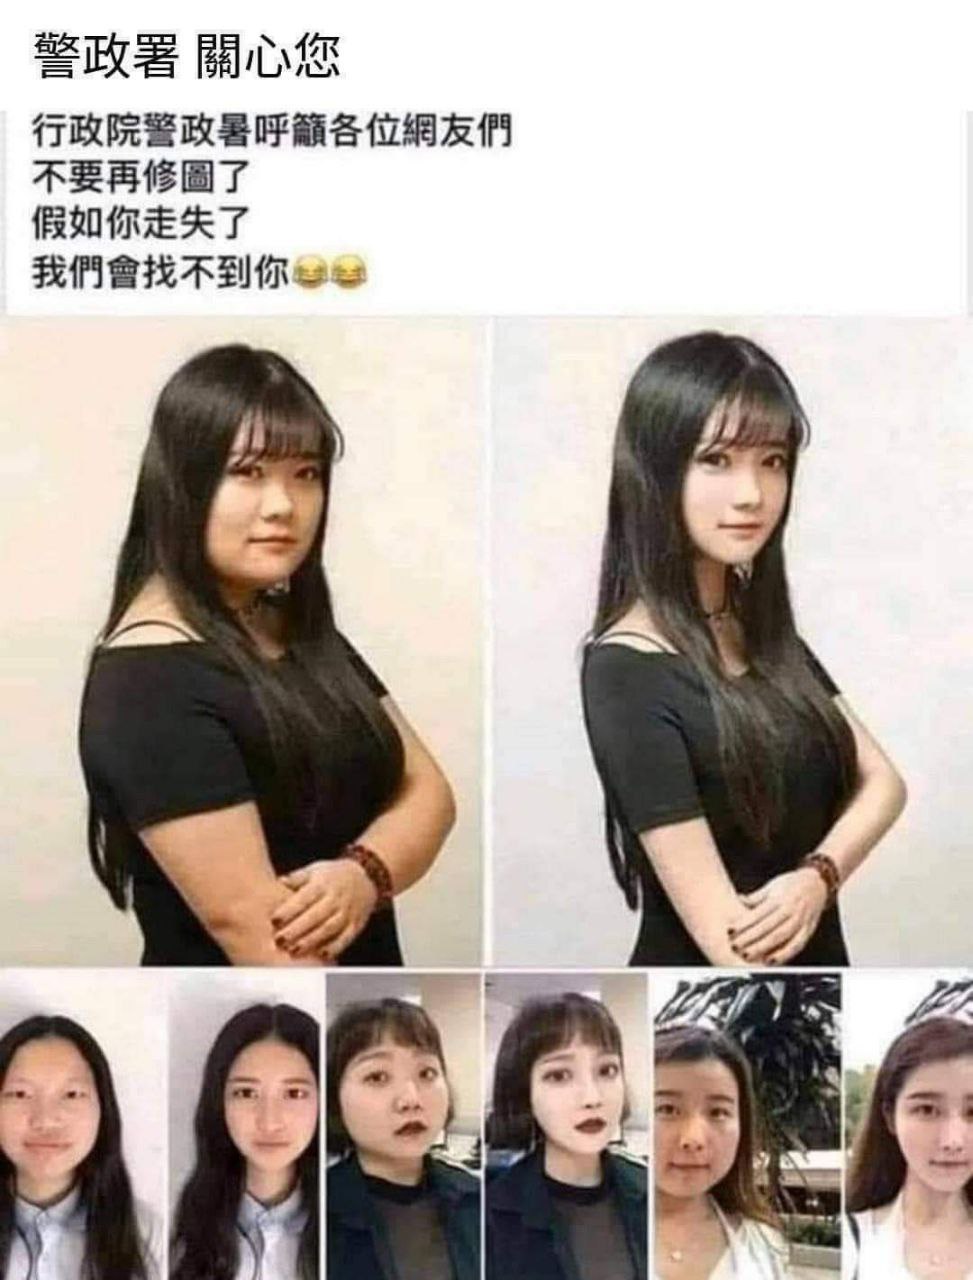 警政署 關心您
行政院警政暑呼籲各位網友們
不要再修圖了
假如你走失了
我們會找不到你😂😂